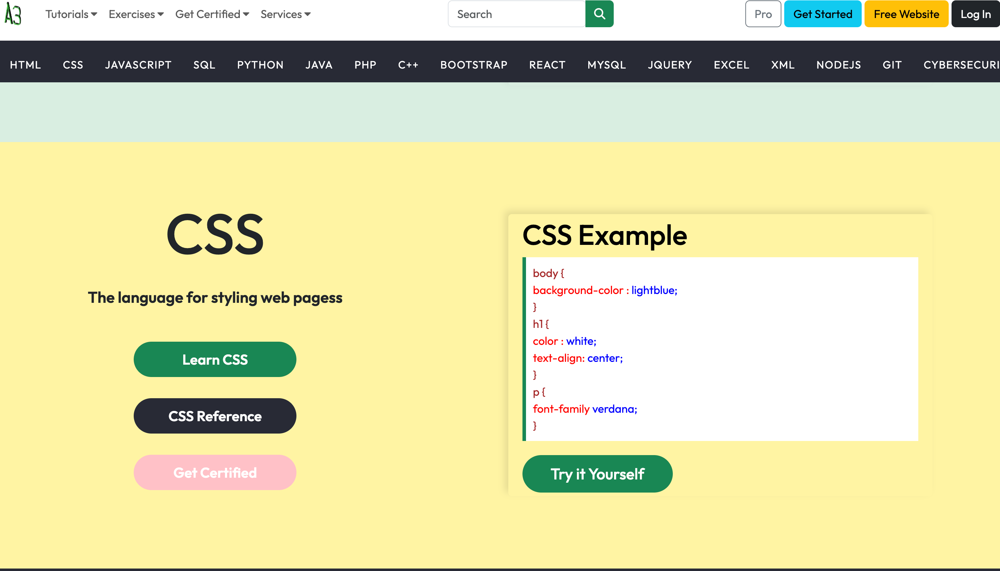 A3 Tutorials Exercises Get Certified Services Search Pro Get Started Free Website Log In
HTML CSS JAVASCRIPT SQL PYTHON JAVA PHP C++ BOOTSTRAP REACT MYSQL JQUERY EXCEL XML NODEJS GIT CYBERSECURI
CSS
The language for styling web pagess
Learn CSS
CSS Reference
Get Certified
CSS Example
body {
background-color : lightblue;
}
h1 {
color : white;
text-align: center;
}
p {
font-family verdana;
}
Try it Yourself